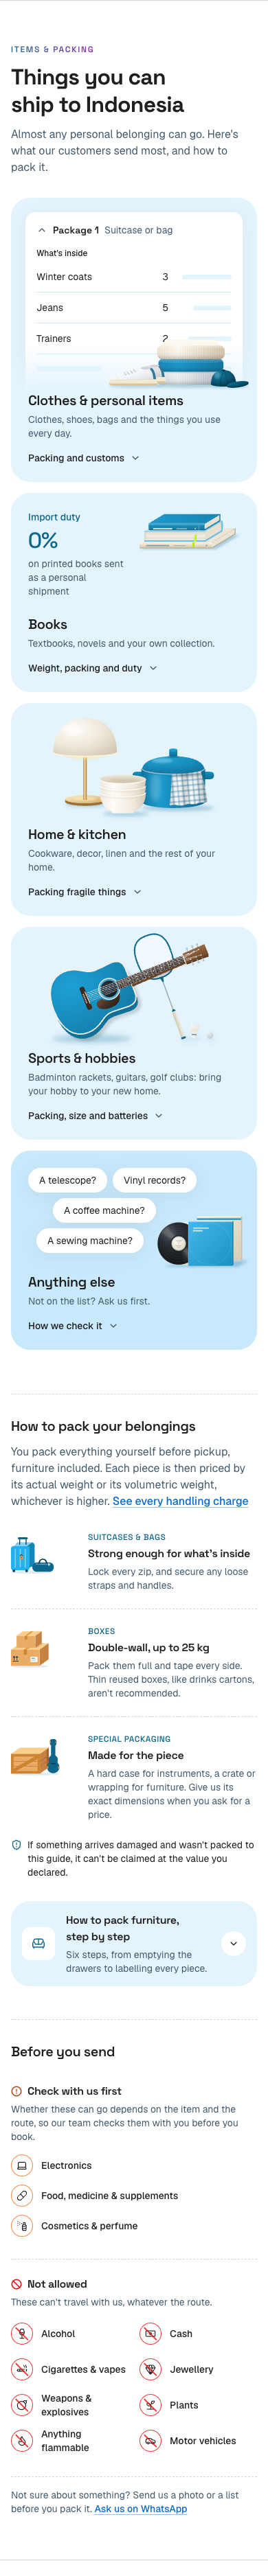 ITEMS & PACKING
Things you can
ship to Indonesia
Almost any personal belonging can go. Here's
what our customers send most, and how to
pack it.
Package 1 Suitcase or bag
What's inside
Winter coats 3
Jeans 5
Trainers 2
Clothes & personal items
Clothes, shoes, bags and the things you use
every day.
Packing and customs
Import duty
0%
on printed books sent
as a personal
shipment
Books
Textbooks, novels and your own collection.
Weight, packing and duty
Home & kitchen
Cookware, decor, linen and the rest of your
home.
Packing fragile things
Sports & hobbies
Badminton rackets, guitars, golf clubs: bring
your hobby to your new home.
Packing, size and batteries
A telescope? Vinyl records?
A coffee machine?
A sewing machine?
Anything else
Not on the list? Ask us first.
How we check it
How to pack your belongings
You pack everything yourself before pickup,
furniture included. Each piece is then priced by
its actual weight or its volumetric weight,
whichever is higher. See every handling charge
SUITCASES & BAGS
Strong enough for what's inside
Lock every zip, and secure any loose
straps and handles.
BOXES
Double-wall, up to 25 kg
Pack them full and tape every side.
Thin reused boxes, like drinks cartons,
aren't recommended.
SPECIAL PACKAGING
Made for the piece
A hard case for instruments, a crate or
wrapping for furniture. Give us its
exact dimensions when you ask for a
price.
If something arrives damaged and wasn't packed to
this guide, it can't be claimed at the value you
declared.
How to pack furniture,
step by step
Six steps, from emptying the
drawers to labelling every piece.
Before you send
Check with us first
Whether these can go depends on the item and the
route, so our team checks them with you before you
book.
Electronics
Food, medicine & supplements
Cosmetics & perfume
Not allowed
These can't travel with us, whatever the route.
Alcohol
Cash
Cigarettes & vapes
Jewellery
Weapons &
explosives
Plants
Anything
flammable
Motor vehicles
Not sure about something? Send us a photo or a list
before you pack it. Ask us on WhatsApp